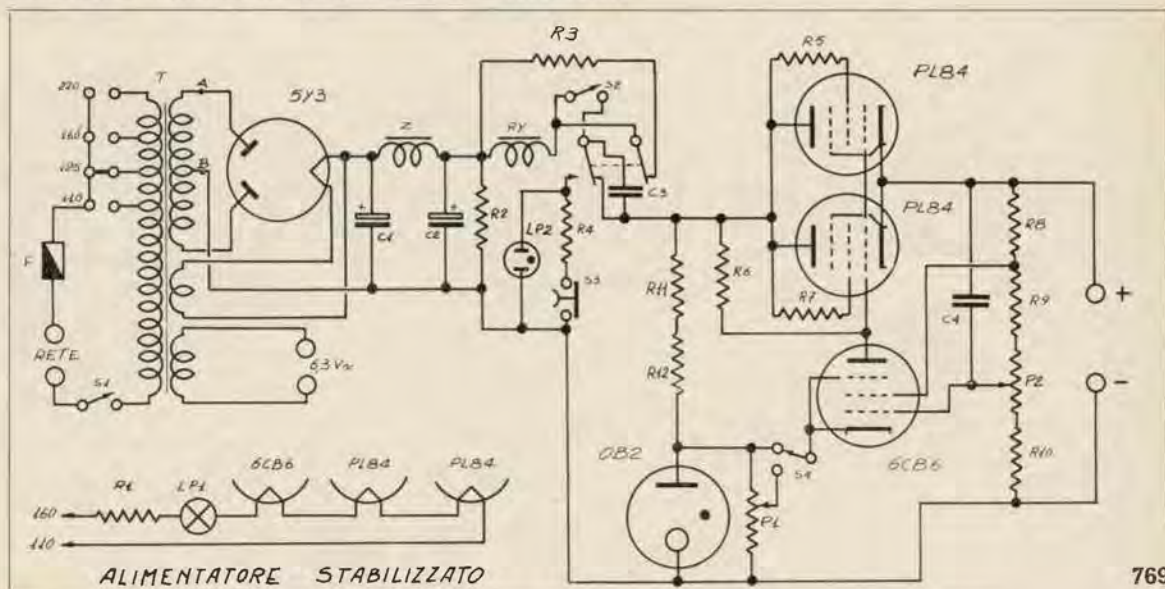 R3
T
220
160
125
110
A
B
5Y3
Z
RY
S2
R5
PL84
C1
C2
R2
LP2
R4
S3
C3
R11
R6
PL84
R7
R8
R9
C4
P2
R10
+
-
F
RETE
S1
6,3 V∿
R12
6CB6
0B2
P1
S4
160
R1
LP1
6CB6
PL84
PL84
110
ALIMENTATORE STABILIZZATO
769